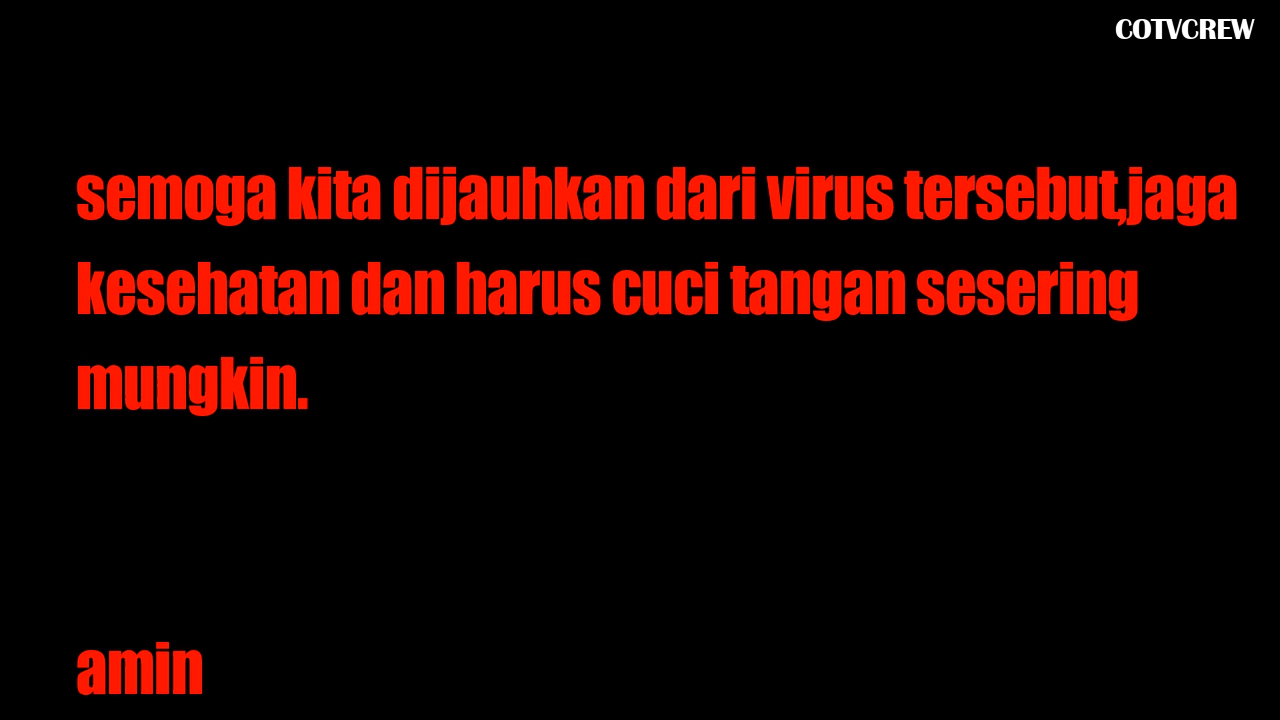 COTVCREW
semoga kita dijauhkan dari virus tersebut,jaga
kesehatan dan harus cuci tangan sesering
mungkin.
amin